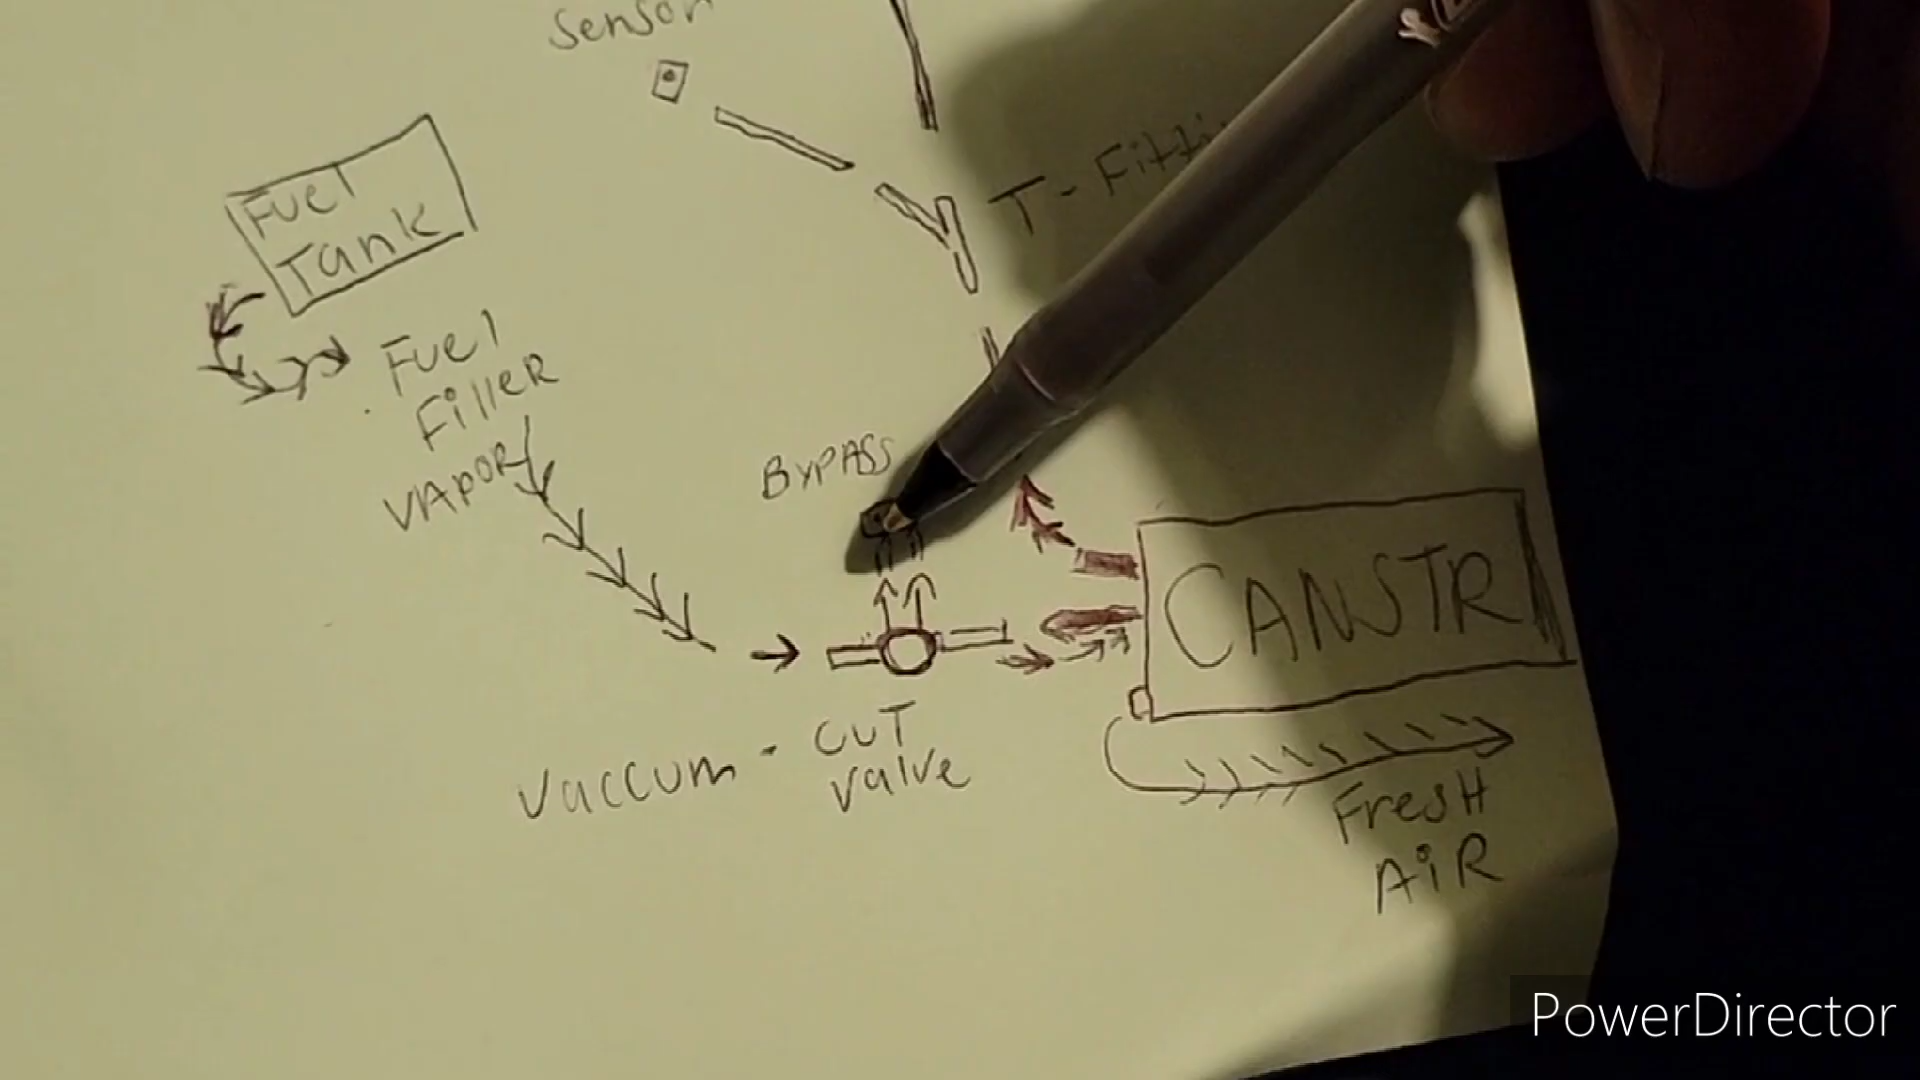 Sensor
T-Fitti
Fuel
Tank
Fuel
Filler
VAPOR
BYPASS
CANSTR
Vaccum - CUT
Valve
FresH
AiR
PowerDirector